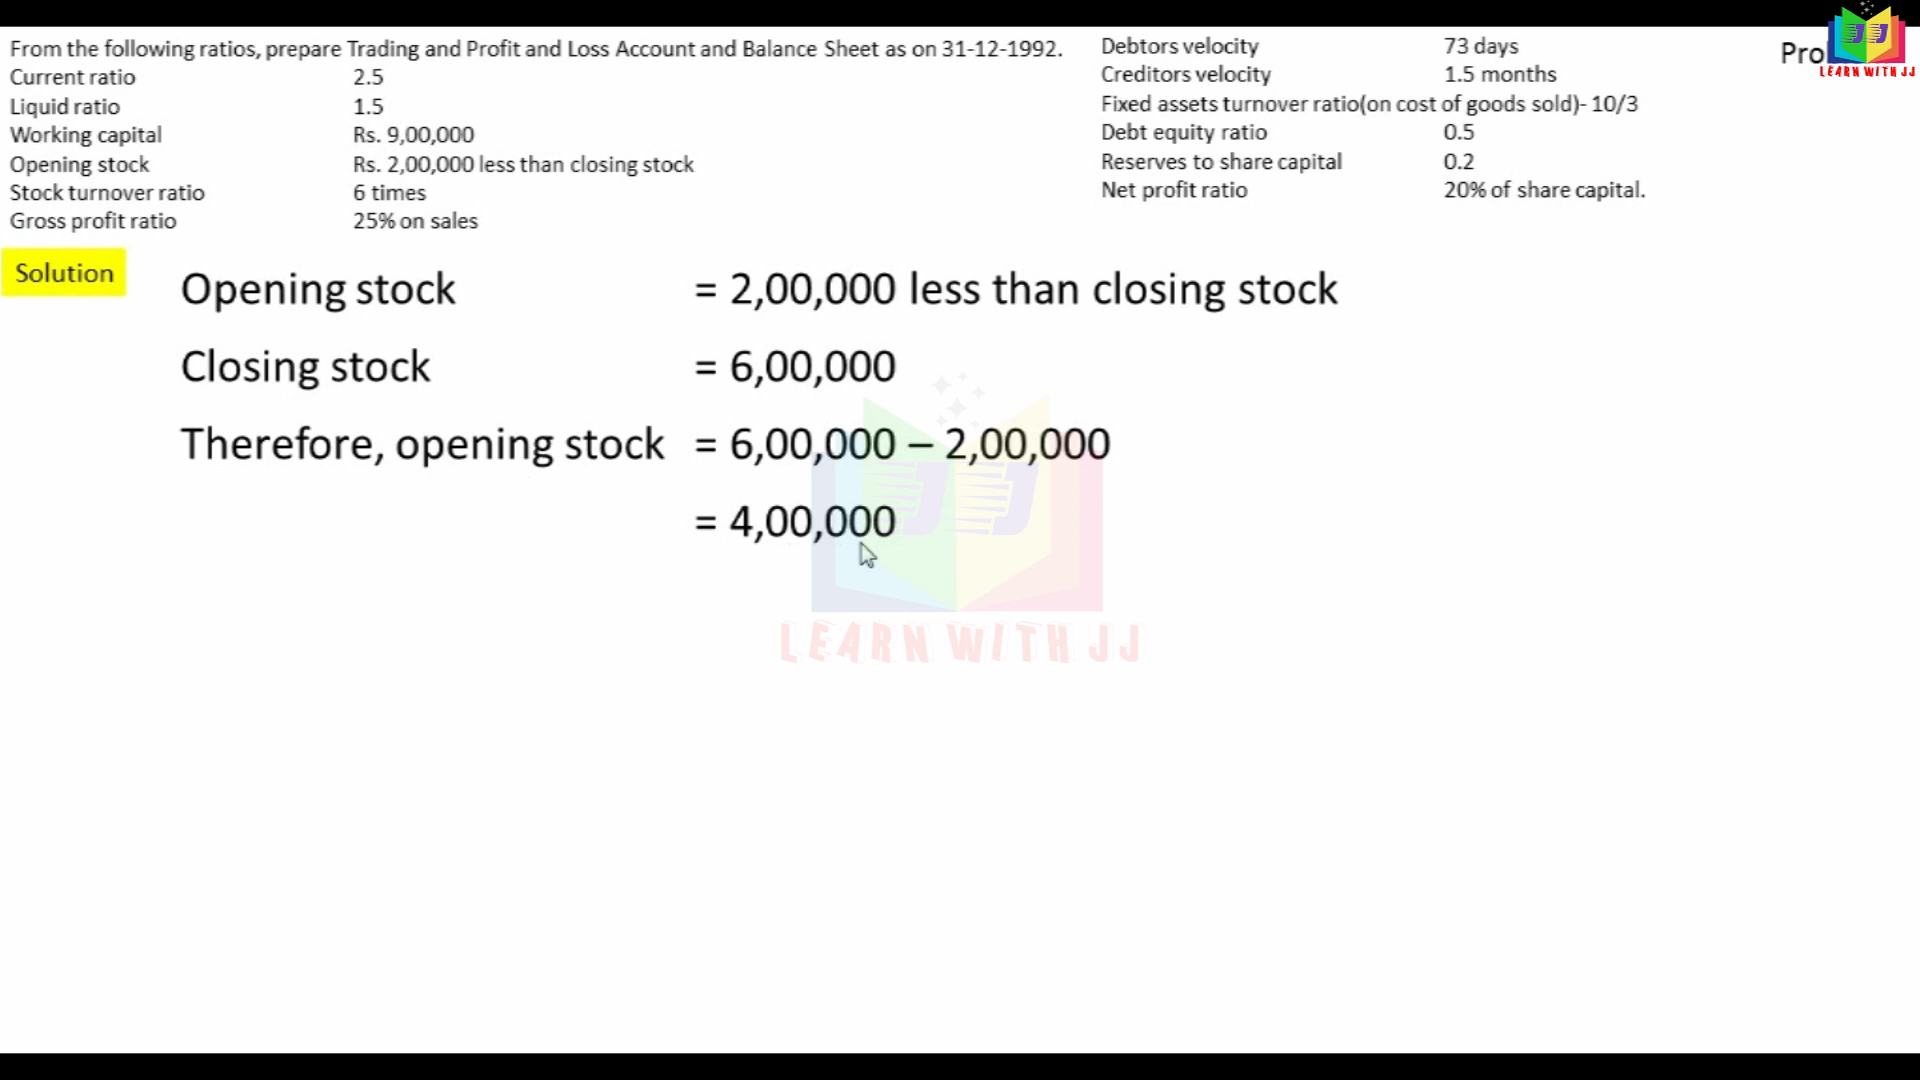 From the following ratios, prepare Trading and Profit and Loss Account and Balance Sheet as on 31-12-1992.
Current ratio 2.5
Liquid ratio 1.5
Working capital Rs. 9,00,000
Opening stock Rs. 2,00,000 less than closing stock
Stock turnover ratio 6 times
Gross profit ratio 25% on sales
Debtors velocity 73 days
Creditors velocity 1.5 months
Fixed assets turnover ratio(on cost of goods sold)- 10/3
Debt equity ratio 0.5
Reserves to share capital 0.2
Net profit ratio 20% of share capital.
Pro
JJ
LEARN WITH JJ
Solution
Opening stock = 2,00,000 less than closing stock
Closing stock = 6,00,000
Therefore, opening stock = 6,00,000 – 2,00,000
= 4,00,000
JJ
LEARN WITH JJ